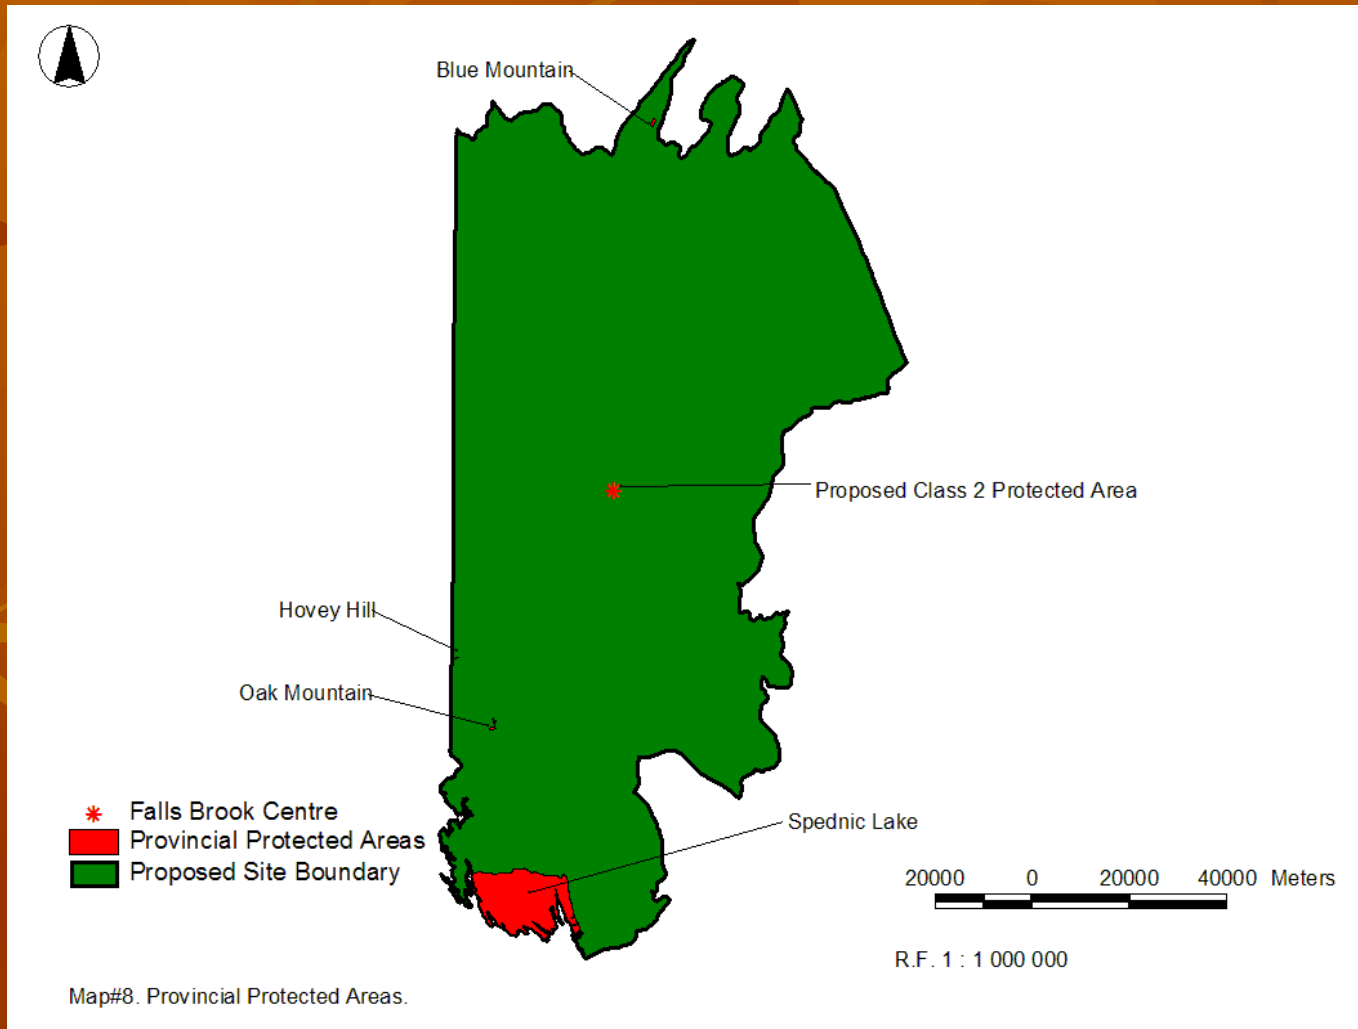 Blue Mountain
Proposed Class 2 Protected Area
Hovey Hill
Oak Mountain
Falls Brook Centre
Provincial Protected Areas
Proposed Site Boundary
Spednic Lake
20000 0 20000 40000 Meters
R.F. 1 : 1 000 000
Map#8. Provincial Protected Areas.